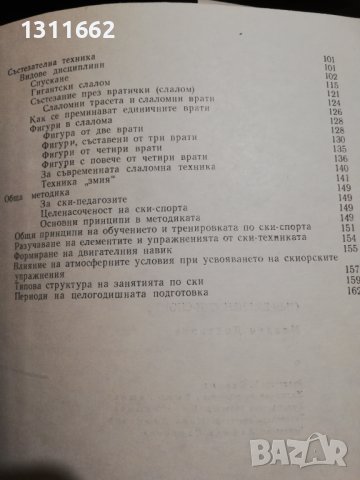 1311662
Състезателна техника 101
Видове дисциплини 101
Спускане 102
Гигантски слалом 115
Състезание през вратички (слалом) 121
Слаломни трасета и слаломни врати 124
Как се преминават единичните врати 126
Фигури в слалома 128
Фигура от две врати 128
Фигури, съставени от три врати 130
Фигури от четири врати 135
Фигури с повече от четири врати 136
За съвременната слаломна техника 140
Техника „змия“ 141
Обща методика 149
За ски-педагозите 149
Целенасоченост на ски-спорта 149
Основни принципи в методиката 149
Общи принципи на обучението и тренировката по ски-спорта 151
Разучаване на елементите и упражненията от ски-техниката 154
Формиране на двигателния навик 155
Влияние на атмосферните условия при усвояването на скиорските
упражнения 157
Типова структура на занятията по ски 159
Периоди на целогодишната подготовка 162
bazar.bg